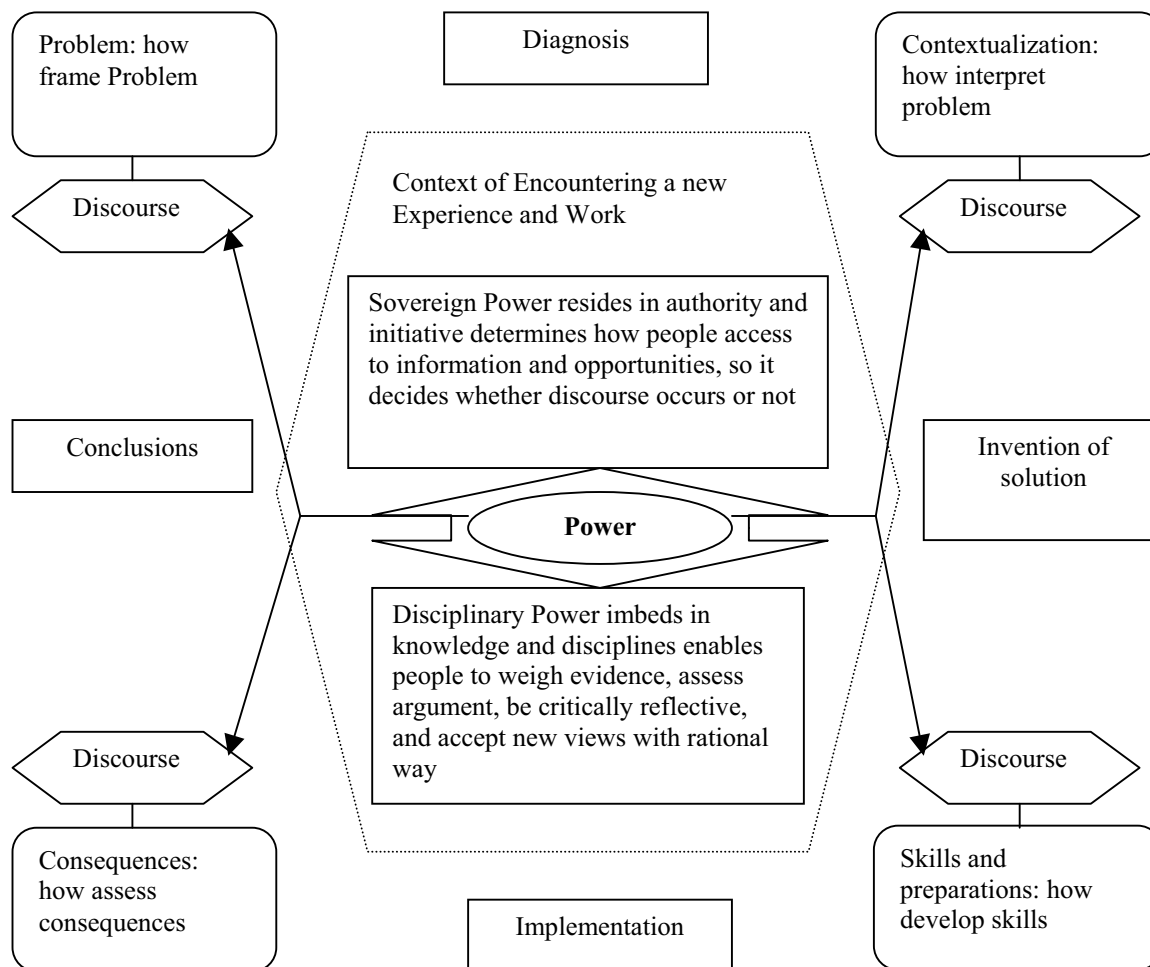 Problem: how
frame Problem
Diagnosis
Contextualization:
how interpret
problem
Discourse
Context of Encountering a new
Experience and Work
Discourse
Sovereign Power resides in authority and
initiative determines how people access
to information and opportunities, so it
decides whether discourse occurs or not
Conclusions
Invention of
solution
Power
Disciplinary Power imbeds in
knowledge and disciplines enables
people to weigh evidence, assess
argument, be critically reflective,
and accept new views with rational
way
Discourse
Discourse
Consequences:
how assess
consequences
Implementation
Skills and
preparations: how
develop skills